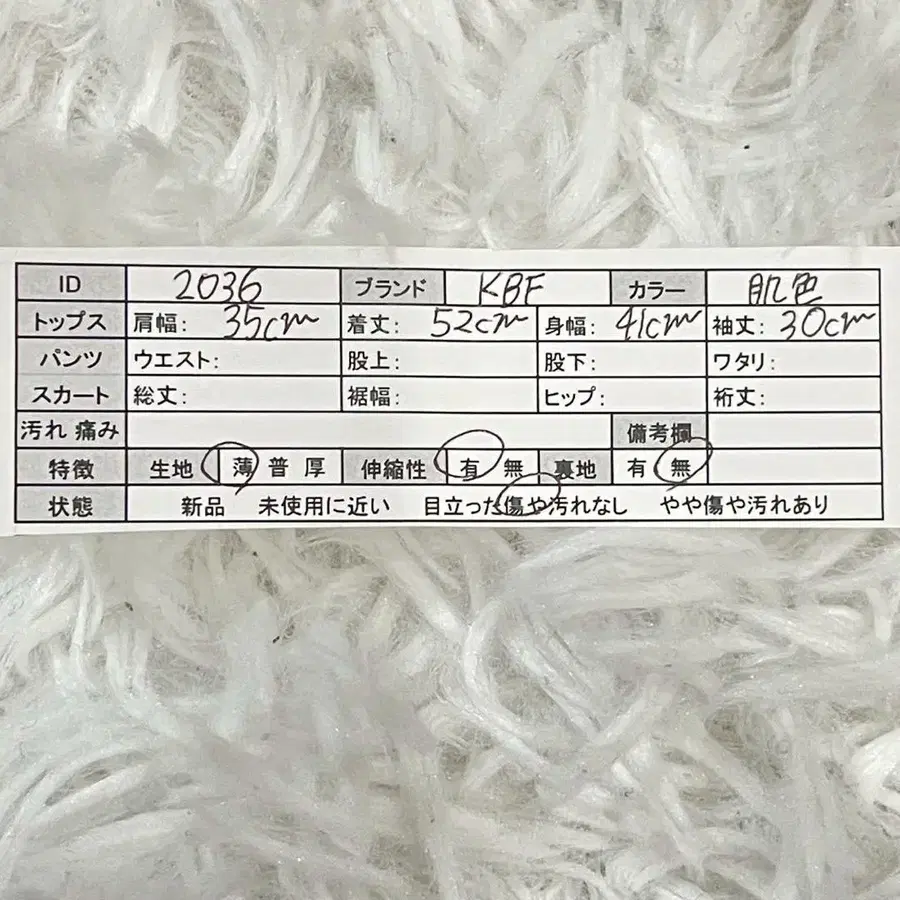 ID 2036 ブランド KBF カラー 肌色
トップス 肩幅: 35cm 着丈: 52cm 身幅: 41cm 袖丈: 30cm
パンツ ウエスト: 股上: 股下: ワタリ:
スカート 総丈: 裾幅: ヒップ: 裄丈:
汚れ 痛み 備考欄
特徴 生地 薄 普 厚 伸縮性 有 無 裏地 有 無
状態 新品 未使用に近い 目立った傷や汚れなし やや傷や汚れあり